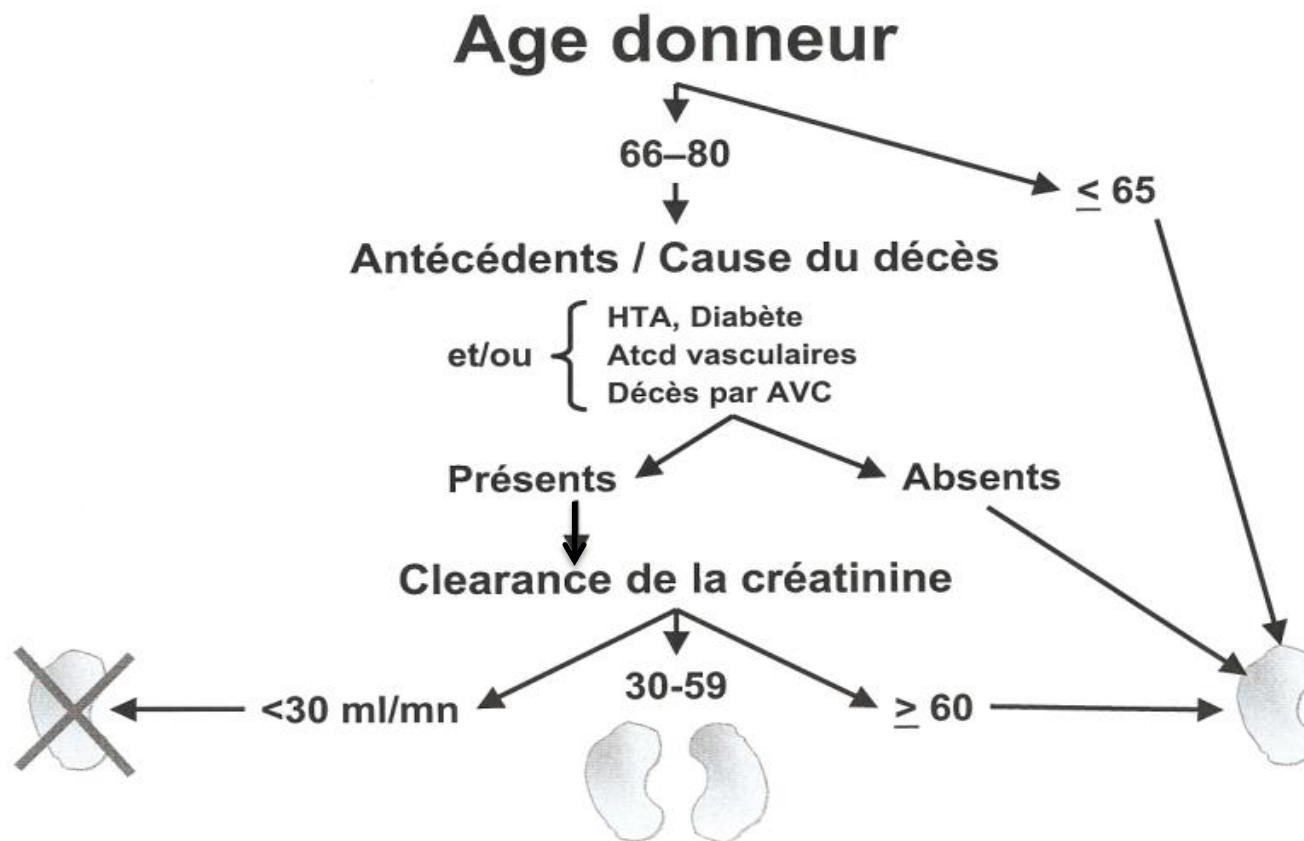 Age donneur
66–80
≤ 65
Antécédents / Cause du décès
HTA, Diabète
et/ou
Atcd vasculaires
Décès par AVC
Présents
Absents
Clearance de la créatinine
<30 ml/mn
30-59
≥ 60